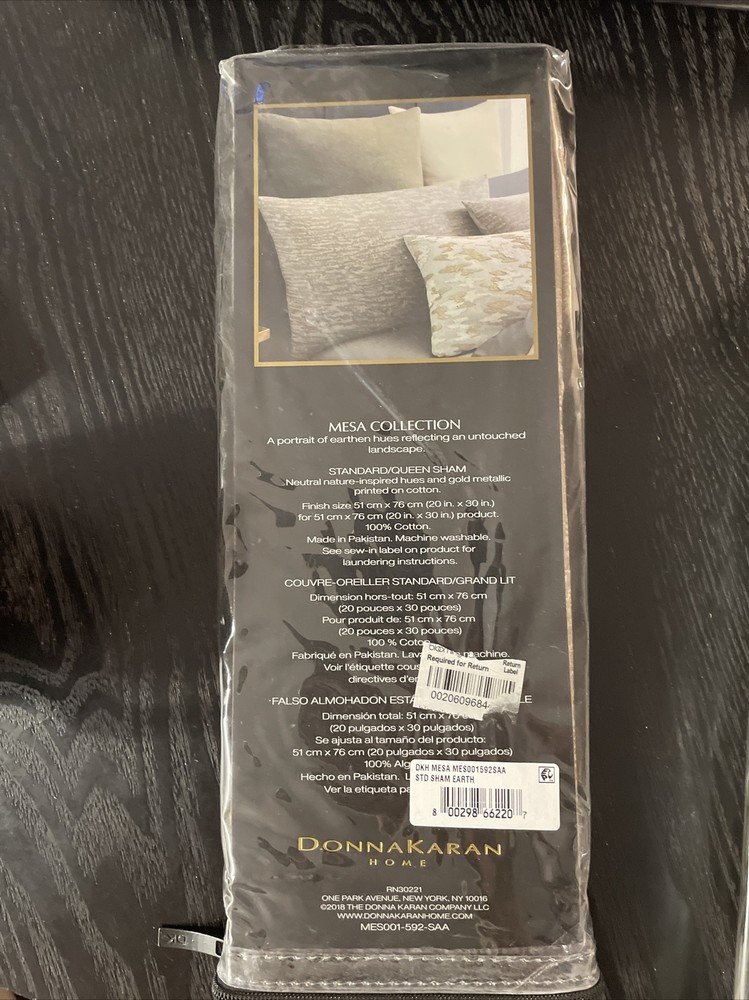 MESA COLLECTION
A portrait of earthen hues reflecting an untouched
landscape.
STANDARD/QUEEN SHAM
Neutral nature-inspired hues and gold metallic
printed on cotton.
Finish size 51 cm x 76 cm (20 in. x 30 in.)
for 51 cm x 76 cm (20 in. x 30 in.) product.
100% Cotton.
Made in Pakistan. Machine washable.
See sew-in label on product for
laundering instructions.
COUVRE-OREILLER STANDARD/GRAND LIT
Dimension hors-tout: 51 cm x 76 cm
(20 pouces x 30 pouces)
Pour produit de: 51 cm x 76 cm
(20 pouces x 30 pouces)
100 %
Fabriqué en Pakistan. machine.
Voir l'étiquette
directives
Required for Return
Return
Label
0020609684
FALSO ALMOHADON
Dimensión total: 51 cm x
(20 pulgados x 30 pulgados)
Se ajusta al tamaño del producto:
51 cm x 76 cm (20 pulgados x 30 pulgados)
100%
Hecho en Pakistan.
Ver la etiqueta
DKH MESA MES001592SAA
STD SHAM EARTH
8 00298 66220 7
DONNAKARAN
HOME
RN30221
ONE PARK AVENUE, NEW YORK, NY 10016
©2018 THE DONNA KARAN COMPANY LLC
WWW.DONNAKARANHOME.COM
MES001-592-SAA
DK